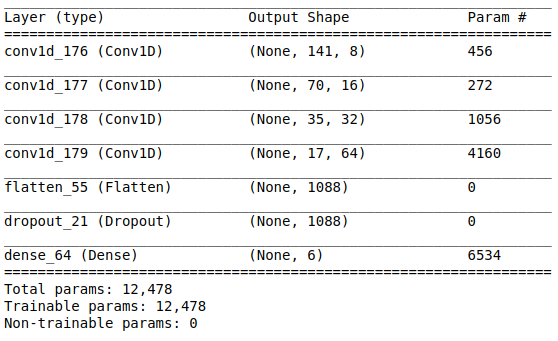 Layer (type) Output Shape Param #
conv1d_176 (Conv1D) (None, 141, 8) 456
conv1d_177 (Conv1D) (None, 70, 16) 272
conv1d_178 (Conv1D) (None, 35, 32) 1056
conv1d_179 (Conv1D) (None, 17, 64) 4160
flatten_55 (Flatten) (None, 1088) 0
dropout_21 (Dropout) (None, 1088) 0
dense_64 (Dense) (None, 6) 6534
Total params: 12,478
Trainable params: 12,478
Non-trainable params: 0